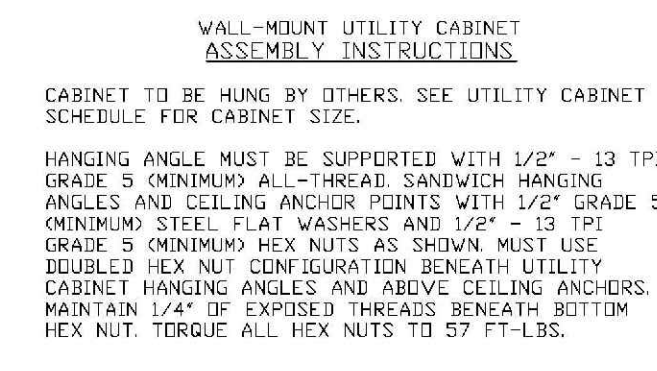 WALL-MOUNT UTILITY CABINET
ASSEMBLY INSTRUCTIONS
CABINET TO BE HUNG BY OTHERS. SEE UTILITY CABINET
SCHEDULE FOR CABINET SIZE.
HANGING ANGLE MUST BE SUPPORTED WITH 1/2" - 13 TPI
GRADE 5 (MINIMUM) ALL-THREAD. SANDWICH HANGING
ANGLES AND CEILING ANCHOR POINTS WITH 1/2" GRADE 5
(MINIMUM) STEEL FLAT WASHERS AND 1/2" - 13 TPI
GRADE 5 (MINIMUM) HEX NUTS AS SHOWN. MUST USE
DOUBLED HEX NUT CONFIGURATION BENEATH UTILITY
CABINET HANGING ANGLES AND ABOVE CEILING ANCHORS.
MAINTAIN 1/4" OF EXPOSED THREADS BENEATH BOTTOM
HEX NUT. TORQUE ALL HEX NUTS TO 57 FT-LBS.